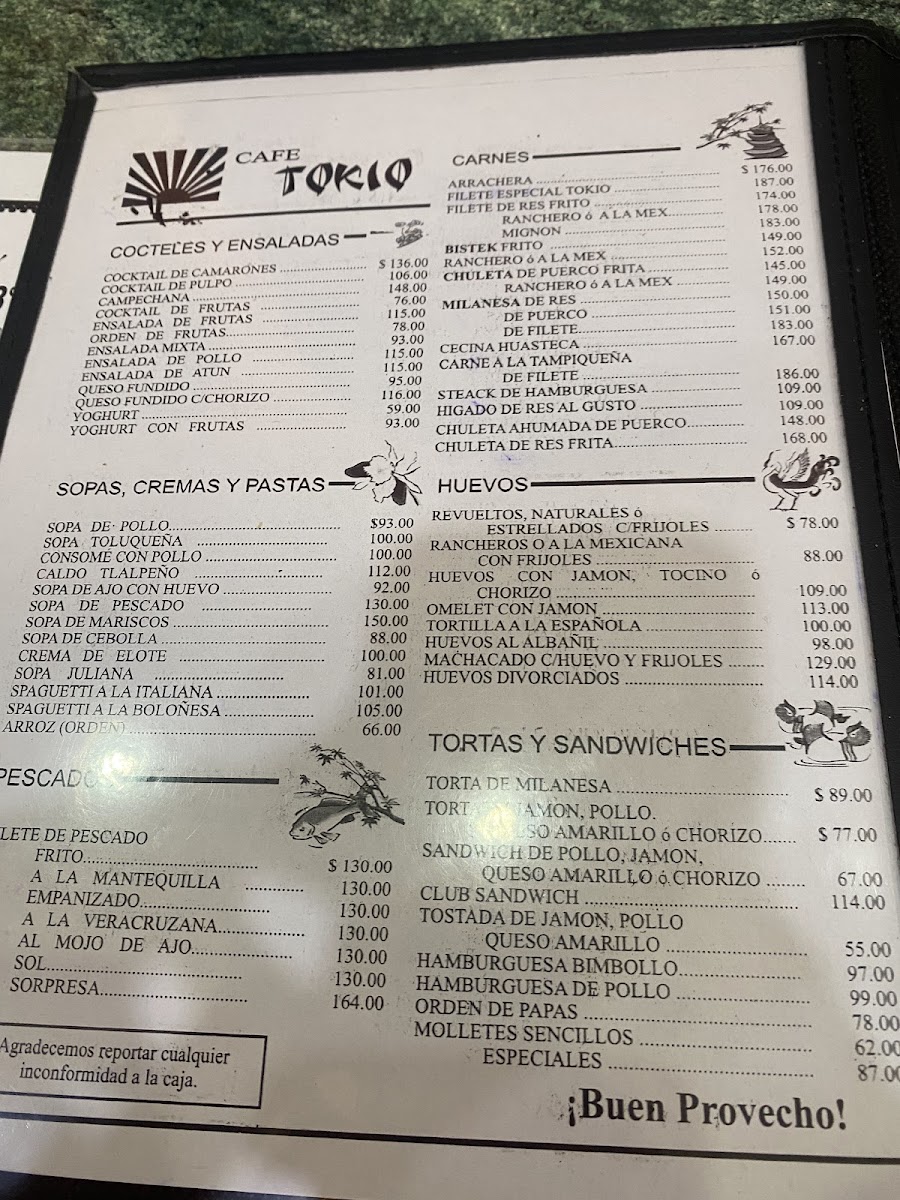 CAFE
TOKIO
COCTELES Y ENSALADAS
COCKTAIL DE CAMARONES $ 136.00
COCKTAIL DE PULPO 106.00
CAMPECHANA 148.00
COCKTAIL DE FRUTAS 76.00
ENSALADA DE FRUTAS 115.00
ORDEN DE FRUTAS 78.00
ENSALADA MIXTA 93.00
ENSALADA DE POLLO 115.00
ENSALADA DE ATUN 115.00
QUESO FUNDIDO 95.00
QUESO FUNDIDO C/CHORIZO 116.00
YOGHURT 59.00
YOGHURT CON FRUTAS 93.00
SOPAS, CREMAS Y PASTAS
SOPA DE POLLO $93.00
SOPA TOLUQUEÑA 100.00
CONSOME CON POLLO 100.00
CALDO TLALPEÑO 112.00
SOPA DE AJO CON HUEVO 92.00
SOPA DE PESCADO 130.00
SOPA DE MARISCOS 150.00
SOPA DE CEBOLLA 88.00
CREMA DE ELOTE 100.00
SOPA JULIANA 81.00
SPAGUETTI A LA ITALIANA 101.00
SPAGUETTI A LA BOLOÑESA 105.00
ARROZ (ORDEN) 66.00
PESCADO
LETE DE PESCADO
FRITO $ 130.00
A LA MANTEQUILLA 130.00
EMPANIZADO 130.00
A LA VERACRUZANA 130.00
AL MOJO DE AJO 130.00
SOL 130.00
SORPRESA 164.00
Agradecemos reportar cualquier
inconformidad a la caja.
CARNES
ARRACHERA $ 176.00
FILETE ESPECIAL TOKIO 187.00
FILETE DE RES FRITO 174.00
RANCHERO ó A LA MEX 178.00
MIGNON 183.00
BISTEK FRITO 149.00
RANCHERO ó A LA MEX 152.00
CHULETA DE PUERCO FRITA 145.00
RANCHERO ó A LA MEX 149.00
MILANESA DE RES 150.00
DE PUERCO 151.00
DE FILETE 183.00
CECINA HUASTECA 167.00
CARNE A LA TAMPIQUEÑA
DE FILETE 186.00
STEACK DE HAMBURGUESA 109.00
HIGADO DE RES AL GUSTO 109.00
CHULETA AHUMADA DE PUERCO 148.00
CHULETA DE RES FRITA 168.00
HUEVOS
REVUELTOS, NATURALES ó
ESTRELLADOS C/FRIJOLES $ 78.00
RANCHEROS O A LA MEXICANA
CON FRIJOLES 88.00
HUEVOS CON JAMON, TOCINO ó
CHORIZO 109.00
OMELET CON JAMON 113.00
TORTILLA A LA ESPAÑOLA 100.00
HUEVOS AL ALBAÑIL 98.00
MACHACADO C/HUEVO Y FRIJOLES 129.00
HUEVOS DIVORCIADOS 114.00
TORTAS Y SANDWICHES
TORTA DE MILANESA $ 89.00
TORT JAMON, POLLO.
SO AMARILLO ó CHORIZO $ 77.00
SANDWICH DE POLLO, JAMON,
QUESO AMARILLO ó CHORIZO 67.00
CLUB SANDWICH 114.00
TOSTADA DE JAMON, POLLO
QUESO AMARILLO 55.00
HAMBURGUESA BIMBOLLO 97.00
HAMBURGUESA DE POLLO 99.00
ORDEN DE PAPAS 78.00
MOLLETES SENCILLOS 62.00
ESPECIALES 87.00
¡Buen Provecho!